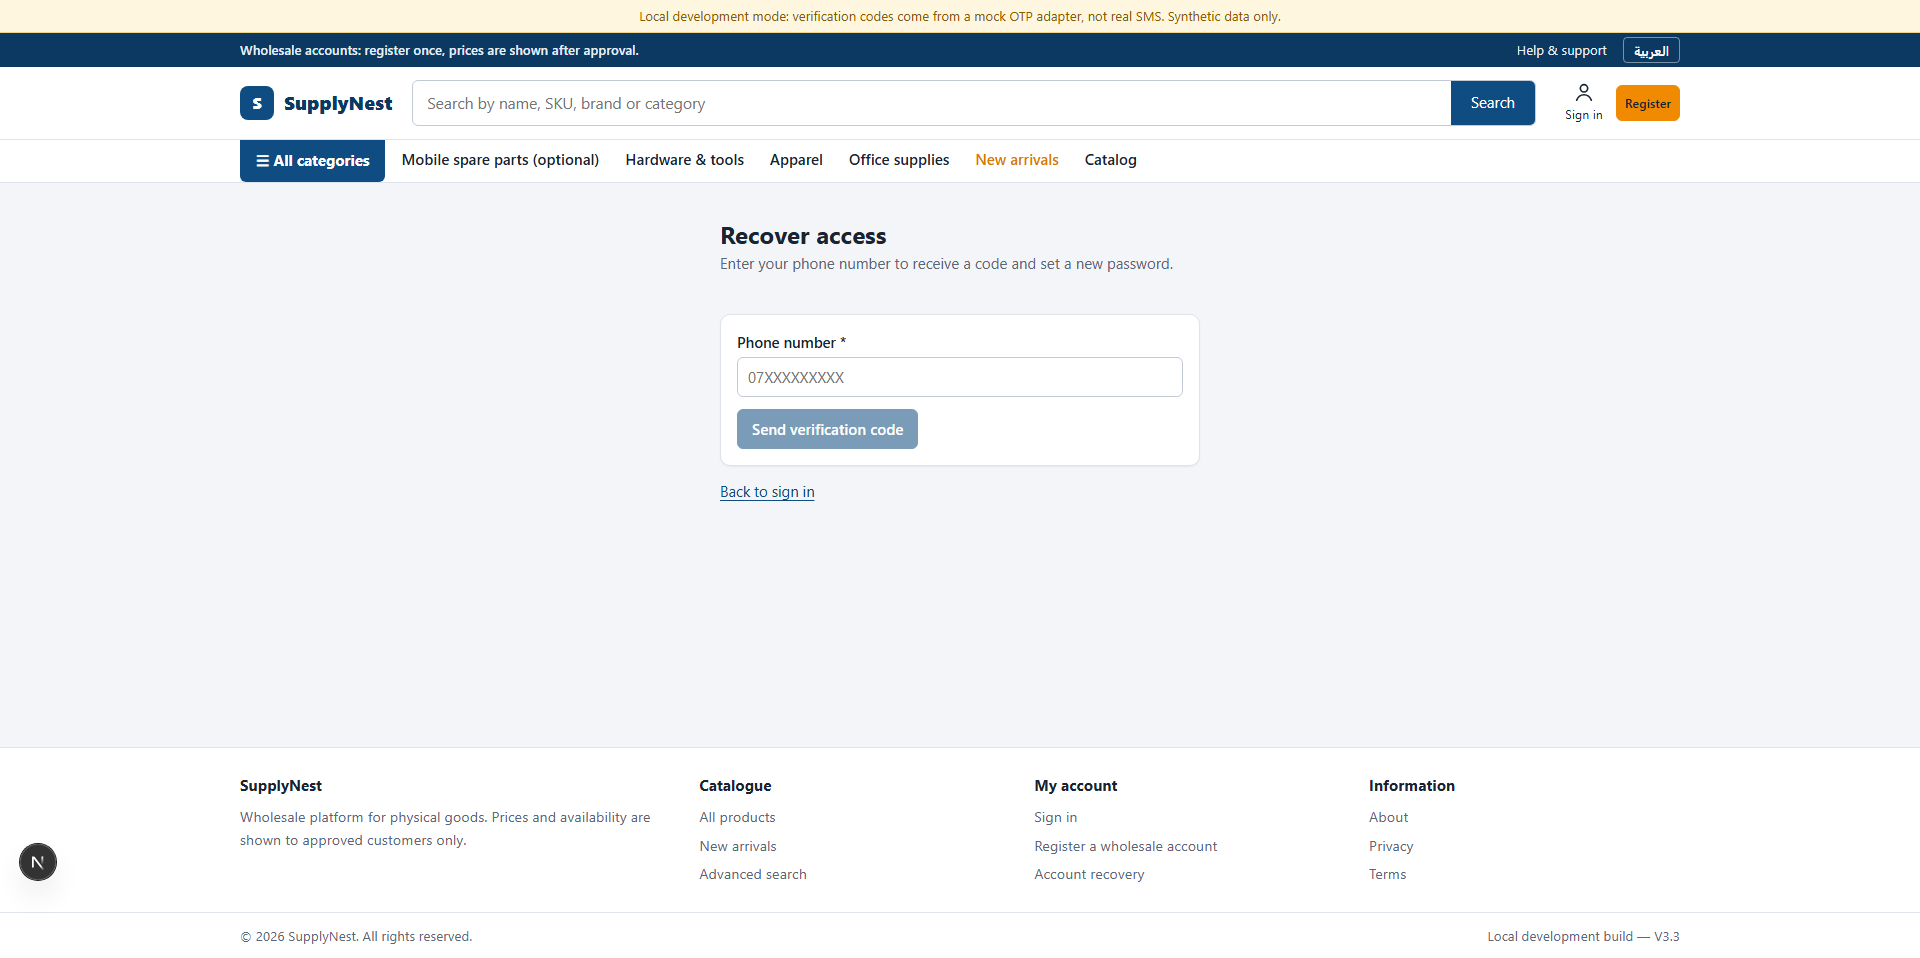 Local development mode: verification codes come from a mock OTP adapter, not real SMS. Synthetic data only.
Wholesale accounts: register once, prices are shown after approval.
Help & support
العربية
S
SupplyNest
Search by name, SKU, brand or category
Search
Sign in
Register
☰ All categories
Mobile spare parts (optional)
Hardware & tools
Apparel
Office supplies
New arrivals
Catalog
Recover access
Enter your phone number to receive a code and set a new password.
Phone number *
07XXXXXXXXX
Send verification code
Back to sign in
SupplyNest
Wholesale platform for physical goods. Prices and availability are
shown to approved customers only.
Catalogue
All products
New arrivals
Advanced search
My account
Sign in
Register a wholesale account
Account recovery
Information
About
Privacy
Terms
N
© 2026 SupplyNest. All rights reserved.
Local development build — V3.3